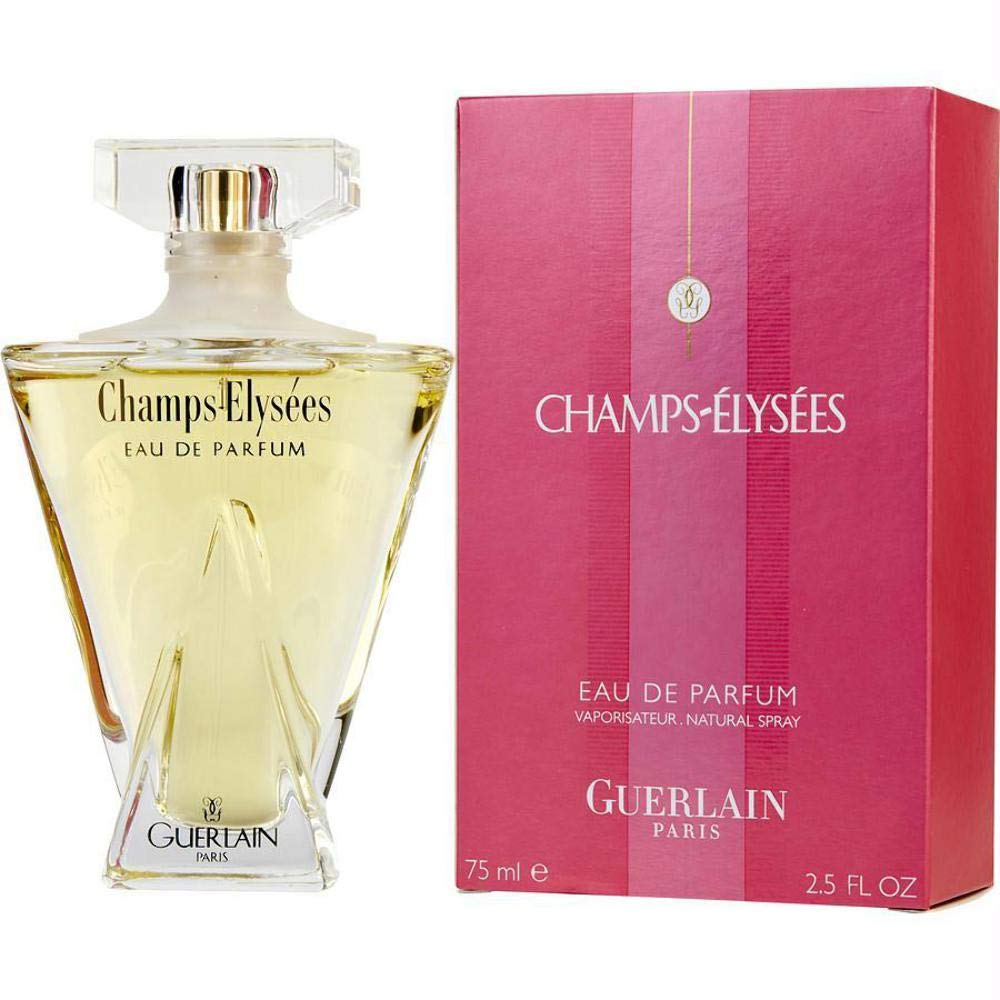 Champs-Elysées
EAU DE PARFUM
GUERLAIN
PARIS
CHAMPS-ÉLYSÉES
EAU DE PARFUM
VAPORISATEUR . NATURAL SPRAY
GUERLAIN
PARIS
75 ml e
2.5 FL OZ